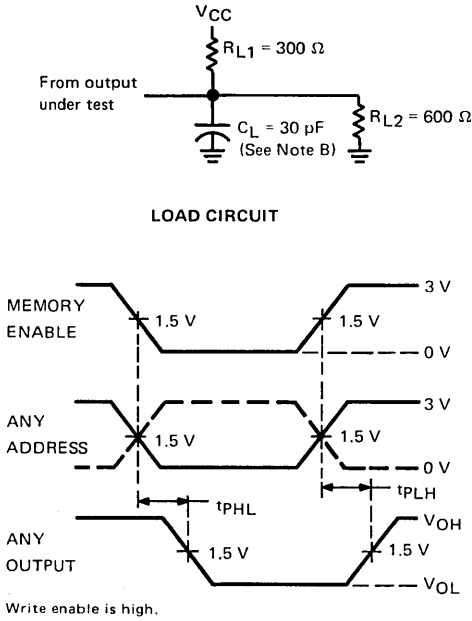 VCC
RL1 = 300 Ω
From output
under test
CL = 30 pF
(See Note B)
RL2 = 600 Ω
LOAD CIRCUIT
MEMORY
ENABLE
1.5 V
1.5 V
3 V
0 V
ANY
ADDRESS
1.5 V
1.5 V
3 V
0 V
tPHL
tPLH
ANY
OUTPUT
1.5 V
1.5 V
VOH
VOL
Write enable is high.